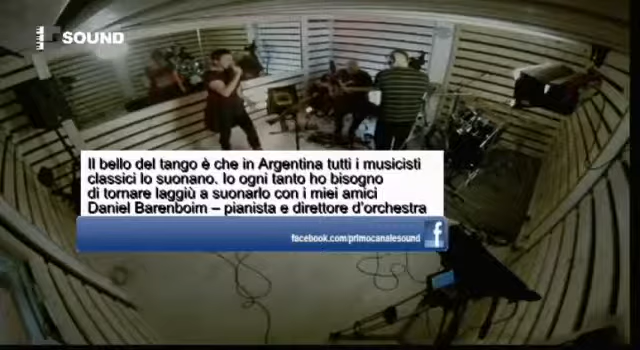 SOUND
Il bello del tango è che in Argentina tutti i musicisti
classici lo suonano. Io ogni tanto ho bisogno
di tornare laggiù a suonarlo con i miei amici
Daniel Barenboim – pianista e direttore d'orchestra
facebook.com/primocanalesound
f